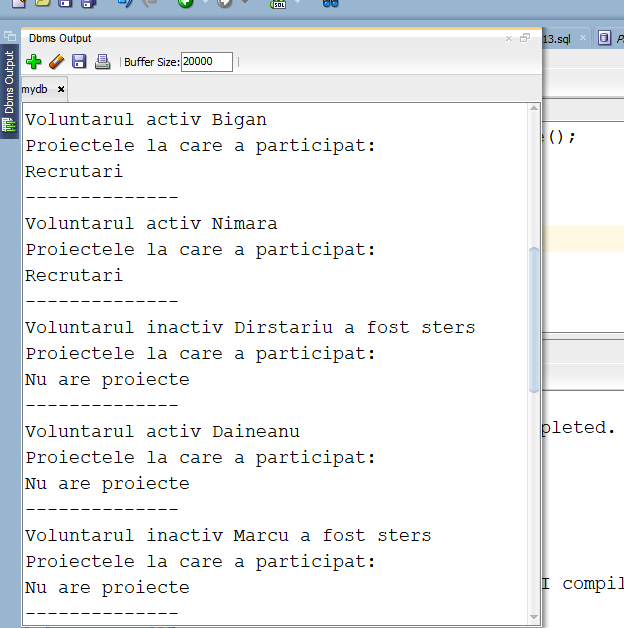 Dbms Output
Buffer Size: 20000
mydb
Dbms Output
Voluntarul activ Bigan
Proiectele la care a participat:
Recrutari
--------------
Voluntarul activ Nimara
Proiectele la care a participat:
Recrutari
--------------
Voluntarul inactiv Dirstariu a fost sters
Proiectele la care a participat:
Nu are proiecte
--------------
Voluntarul activ Daineanu
Proiectele la care a participat:
Nu are proiecte
--------------
Voluntarul inactiv Marcu a fost sters
Proiectele la care a participat:
Nu are proiecte
--------------
13.sql
();
pleted.
I compil